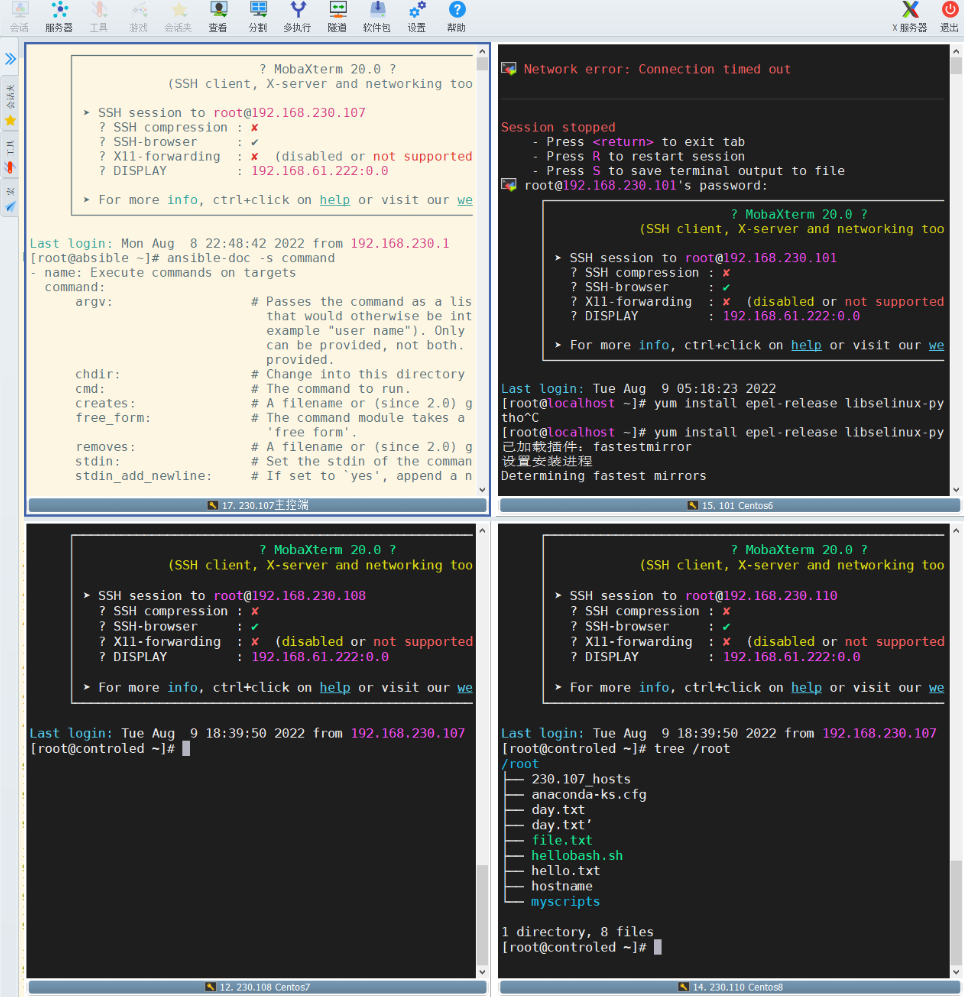 会话 服务器 工具 游戏 会话夹 查看 分割 多执行 隧道 软件包 设置 帮助 X 服务器 退出
会话夹
工具
宏
? MobaXterm 20.0 ?
(SSH client, X-server and networking too
➤ SSH session to root@192.168.230.107
? SSH compression : ✘
? SSH-browser : ✔
? X11-forwarding : ✘ (disabled or not supported
? DISPLAY : 192.168.61.222:0.0
➤ For more info, ctrl+click on help or visit our we
Last login: Mon Aug 8 22:48:42 2022 from 192.168.230.1
[root@absible ~]# ansible-doc -s command
- name: Execute commands on targets
command:
argv: # Passes the command as a lis
that would otherwise be int
example "user name"). Only
can be provided, not both.
provided.
chdir: # Change into this directory
cmd: # The command to run.
creates: # A filename or (since 2.0) g
free_form: # The command module takes a
'free form'.
removes: # A filename or (since 2.0) g
stdin: # Set the stdin of the comman
stdin_add_newline: # If set to `yes', append a n
17. 230.107主控端
Network error: Connection timed out
Session stopped
- Press <return> to exit tab
- Press R to restart session
- Press S to save terminal output to file
root@192.168.230.101's password:
? MobaXterm 20.0 ?
(SSH client, X-server and networking too
➤ SSH session to root@192.168.230.101
? SSH compression : ✘
? SSH-browser : ✔
? X11-forwarding : ✘ (disabled or not supported
? DISPLAY : 192.168.61.222:0.0
➤ For more info, ctrl+click on help or visit our we
Last login: Tue Aug 9 05:18:23 2022
[root@localhost ~]# yum install epel-release libselinux-py
tho^C
[root@localhost ~]# yum install epel-release libselinux-py
已加载插件：fastestmirror
设置安装进程
Determining fastest mirrors
15. 101 Centos6
? MobaXterm 20.0 ?
(SSH client, X-server and networking too
➤ SSH session to root@192.168.230.108
? SSH compression : ✘
? SSH-browser : ✔
? X11-forwarding : ✘ (disabled or not supported
? DISPLAY : 192.168.61.222:0.0
➤ For more info, ctrl+click on help or visit our we
Last login: Tue Aug 9 18:39:50 2022 from 192.168.230.107
[root@controled ~]#
12. 230.108 Centos7
? MobaXterm 20.0 ?
(SSH client, X-server and networking too
➤ SSH session to root@192.168.230.110
? SSH compression : ✘
? SSH-browser : ✔
? X11-forwarding : ✘ (disabled or not supported
? DISPLAY : 192.168.61.222:0.0
➤ For more info, ctrl+click on help or visit our we
Last login: Tue Aug 9 18:39:50 2022 from 192.168.230.107
[root@controled ~]# tree /root
/root
├── 230.107_hosts
├── anaconda-ks.cfg
├── day.txt
├── day.txt’
├── file.txt
├── hellobash.sh
├── hello.txt
├── hostname
└── myscripts
1 directory, 8 files
[root@controled ~]#
14. 230.110 Centos8